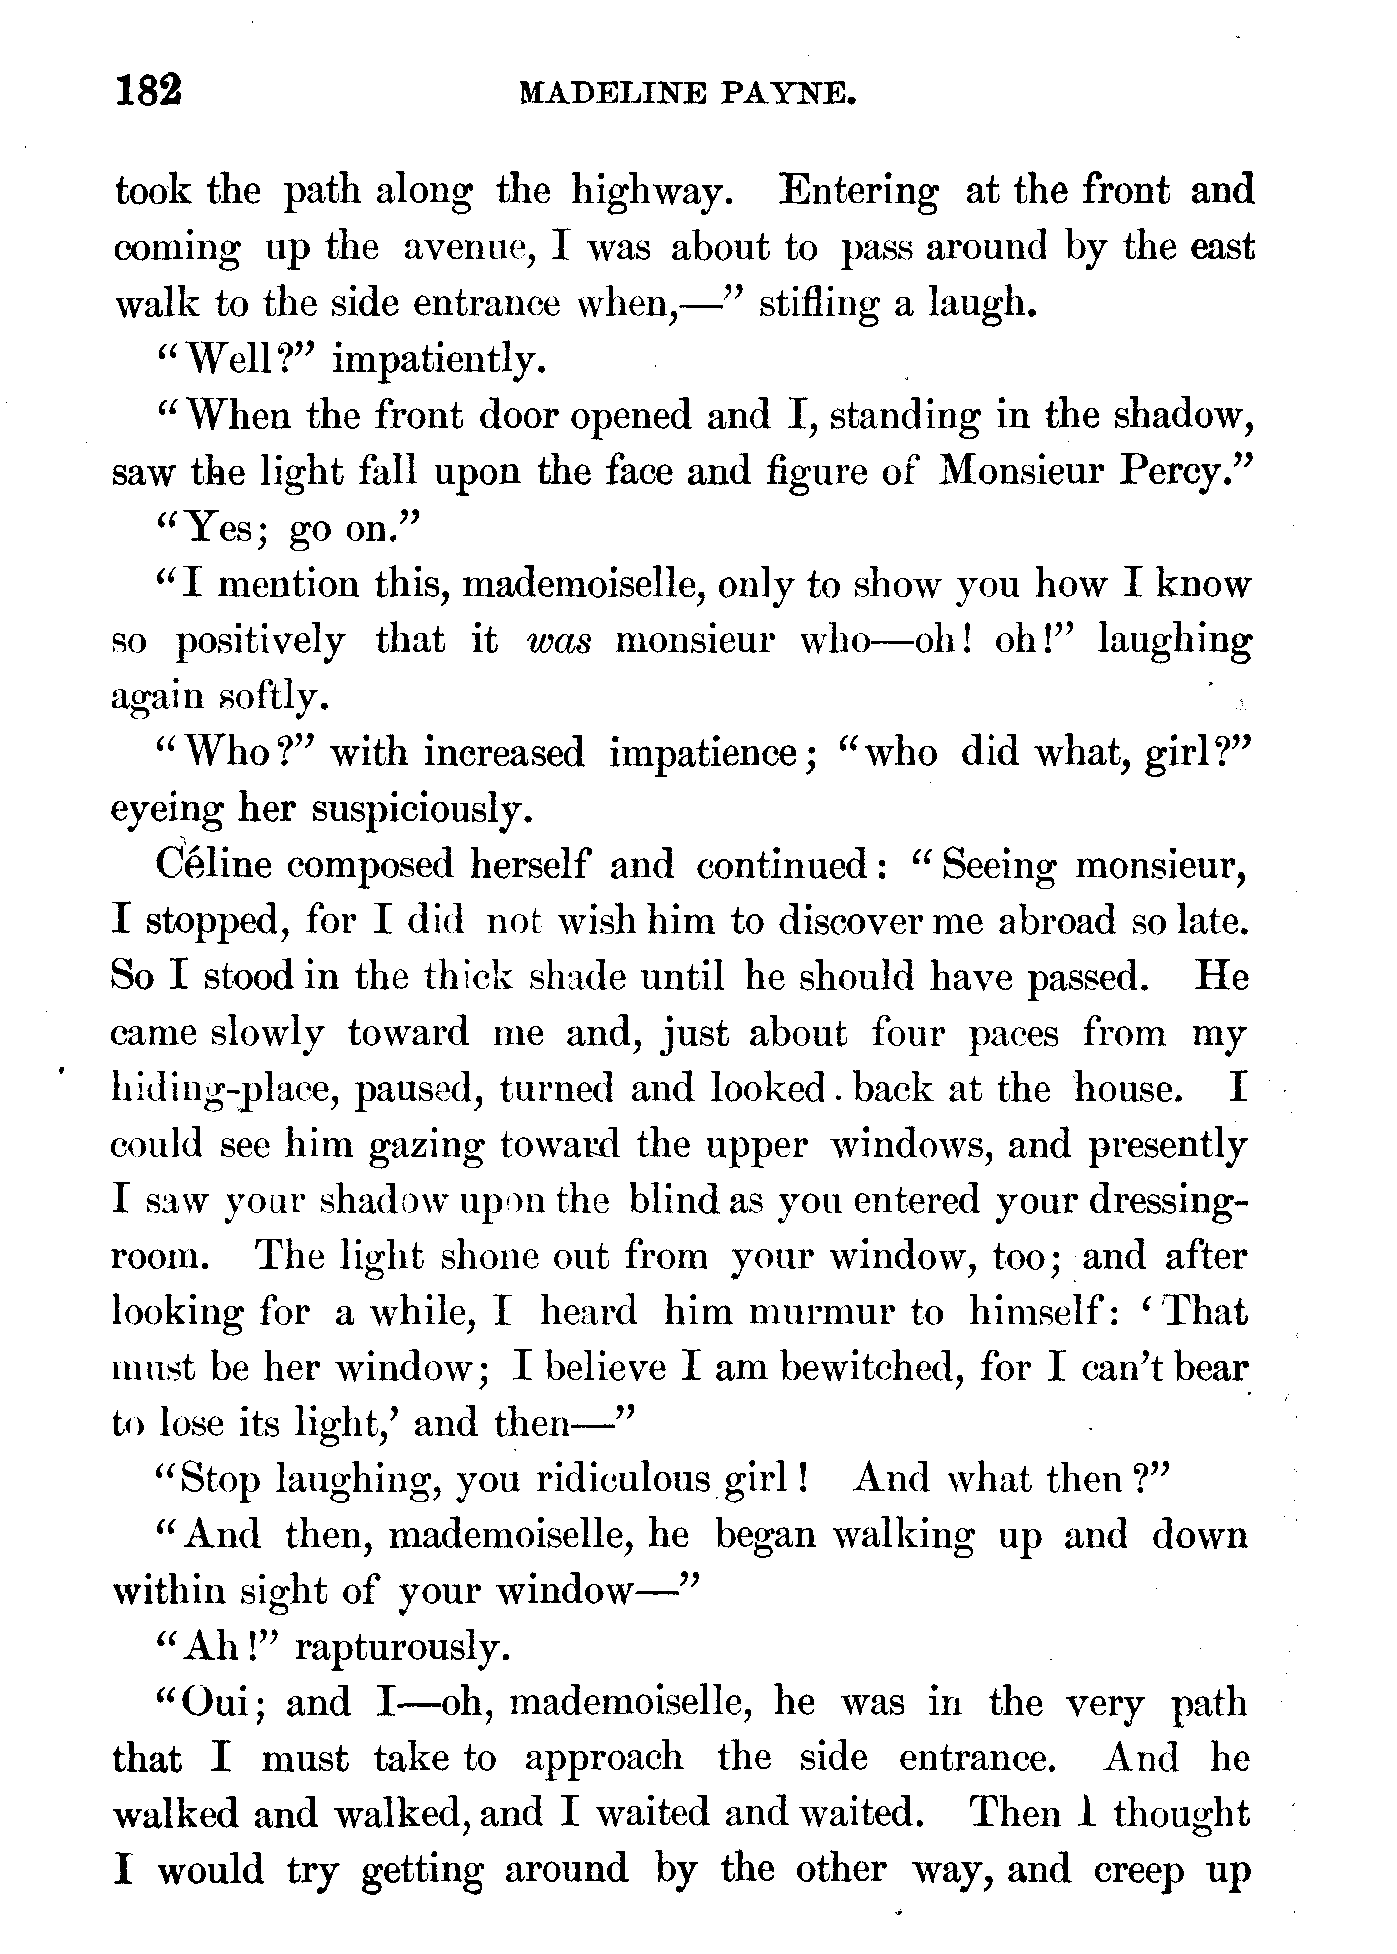 182 MADELINE PAYNE.
took the path along the highway. Entering at the front and
coming up the avenue, I was about to pass around by the east
walk to the side entrance when,—” stifling a laugh.
“Well?” impatiently.
“When the front door opened and I, standing in the shadow,
saw the light fall upon the face and figure of Monsieur Percy.”
“Yes; go on.”
“I mention this, mademoiselle, only to show you how I know
so positively that it was monsieur who—oh! oh!” laughing
again softly.
“Who?” with increased impatience; “who did what, girl?”
eyeing her suspiciously.
Céline composed herself and continued: “Seeing monsieur,
I stopped, for I did not wish him to discover me abroad so late.
So I stood in the thick shade until he should have passed. He
came slowly toward me and, just about four paces from my
hiding-place, paused, turned and looked back at the house. I
could see him gazing toward the upper windows, and presently
I saw your shadow upon the blind as you entered your dressing-
room. The light shone out from your window, too; and after
looking for a while, I heard him murmur to himself: ‘That
must be her window; I believe I am bewitched, for I can’t bear
to lose its light,’ and then—”
“Stop laughing, you ridiculous girl! And what then?”
“And then, mademoiselle, he began walking up and down
within sight of your window—”
“Ah!” rapturously.
“Oui; and I—oh, mademoiselle, he was in the very path
that I must take to approach the side entrance. And he
walked and walked, and I waited and waited. Then I thought
I would try getting around by the other way, and creep up